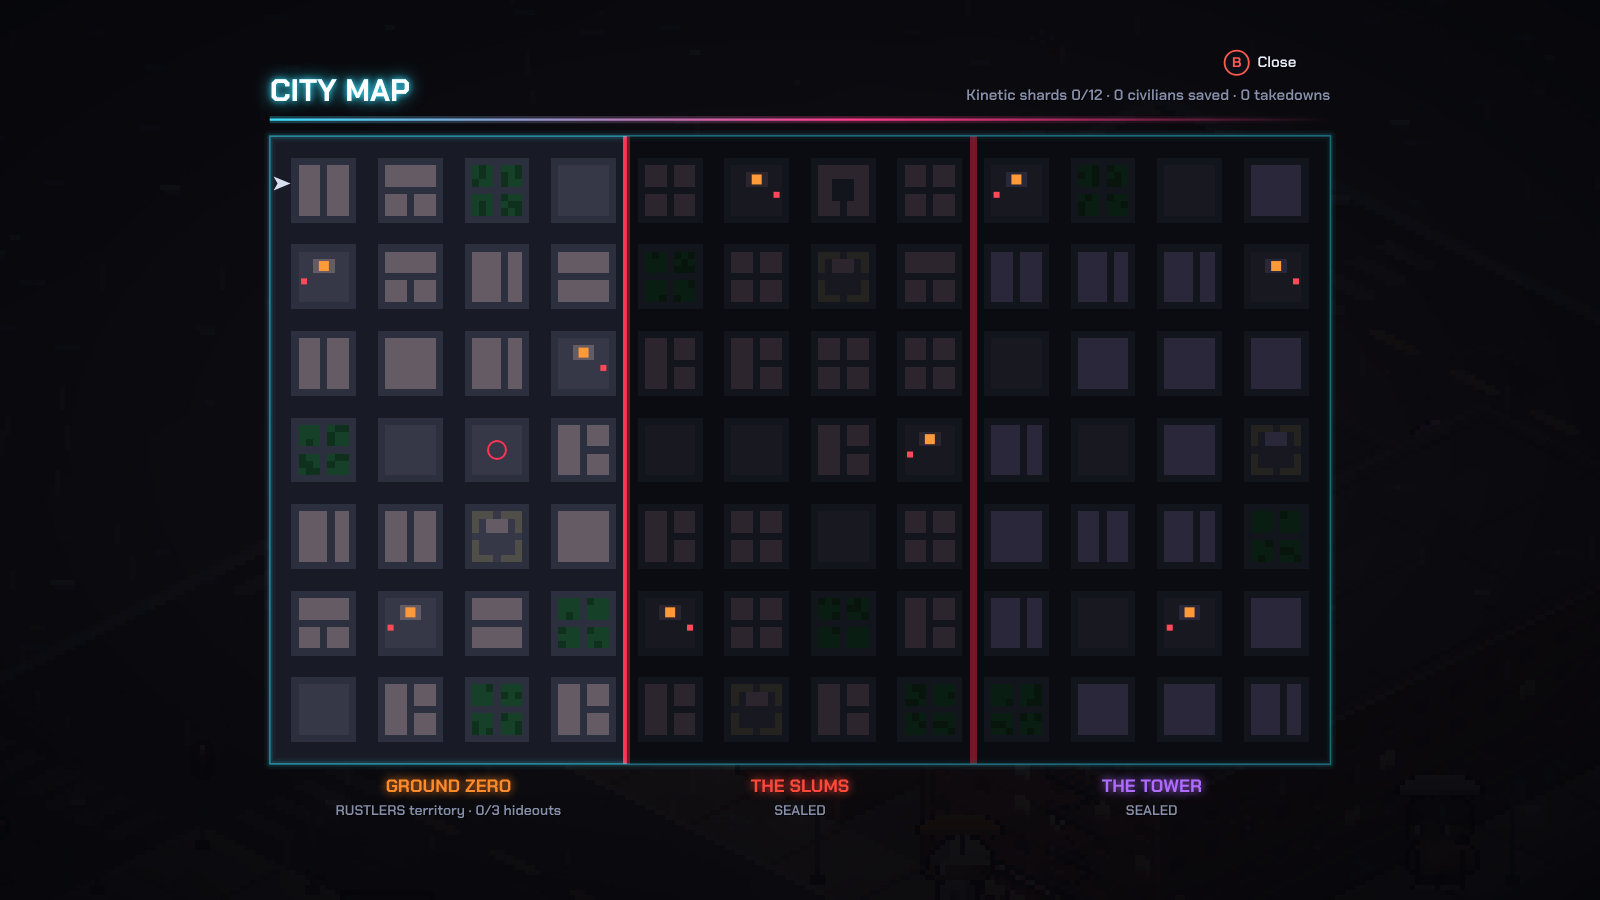 B Close
CITY MAP
Kinetic shards 0/12 · 0 civilians saved · 0 takedowns
GROUND ZERO
RUSTLERS territory · 0/3 hideouts
THE SLUMS
SEALED
THE TOWER
SEALED